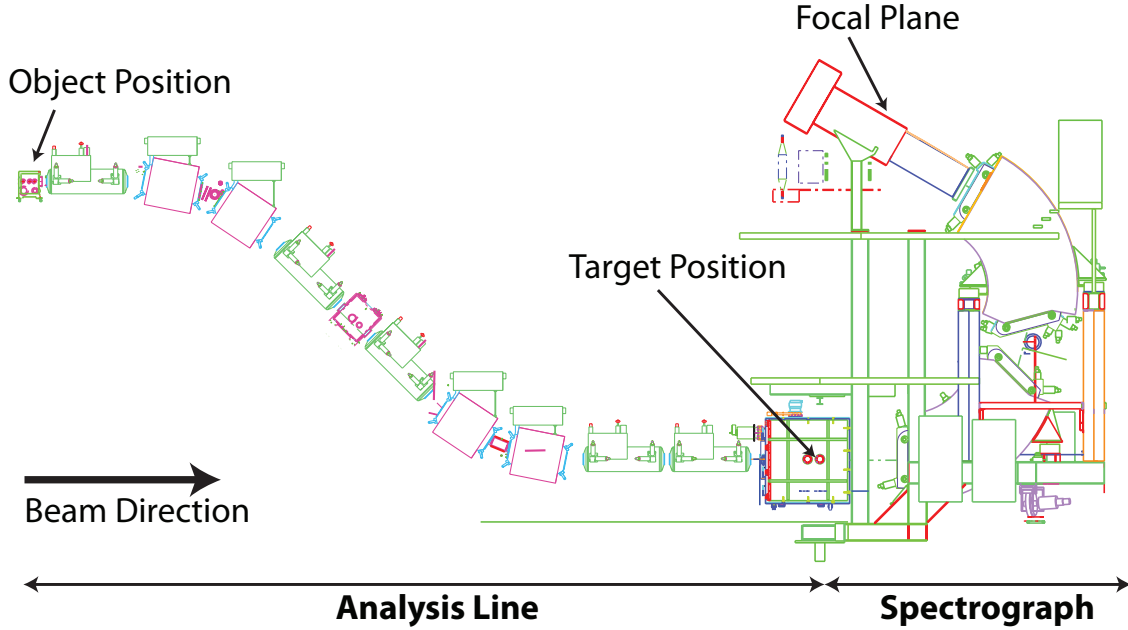 Focal Plane
Object Position
Target Position
Beam Direction
Analysis Line
Spectrograph